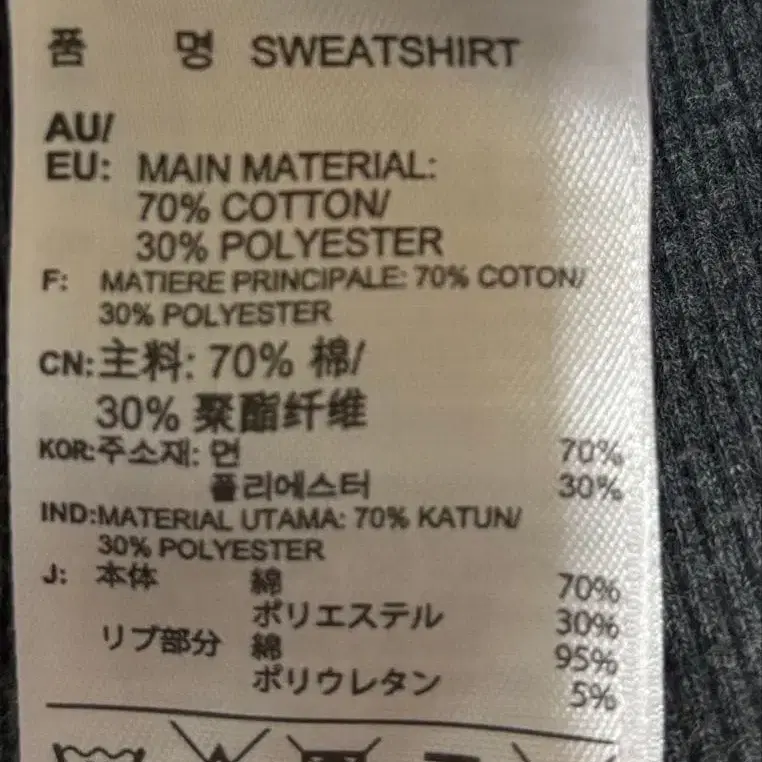 품 명 SWEATSHIRT
AU/
EU: MAIN MATERIAL:
70% COTTON/
30% POLYESTER
F: MATIERE PRINCIPALE: 70% COTON/
30% POLYESTER
CN: 主料: 70% 棉/
30% 聚酯纤维
KOR: 주소재: 면 70%
폴리에스터 30%
IND: MATERIAL UTAMA: 70% KATUN/
30% POLYESTER
J: 本体 綿 70%
ポリエステル 30%
リブ部分 綿 95%
ポリウレタン 5%